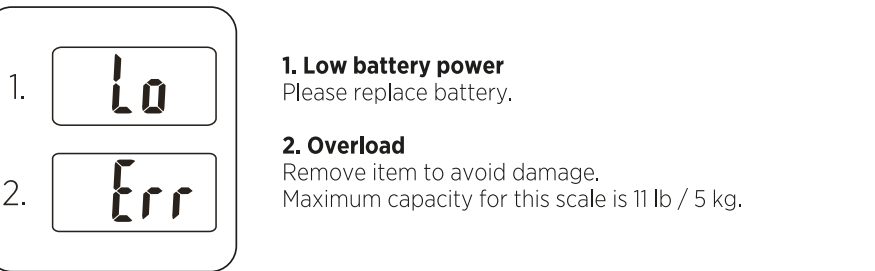 1. Lo
2. Err
1. Low battery power
Please replace battery.
2. Overload
Remove item to avoid damage.
Maximum capacity for this scale is 11 lb / 5 kg.